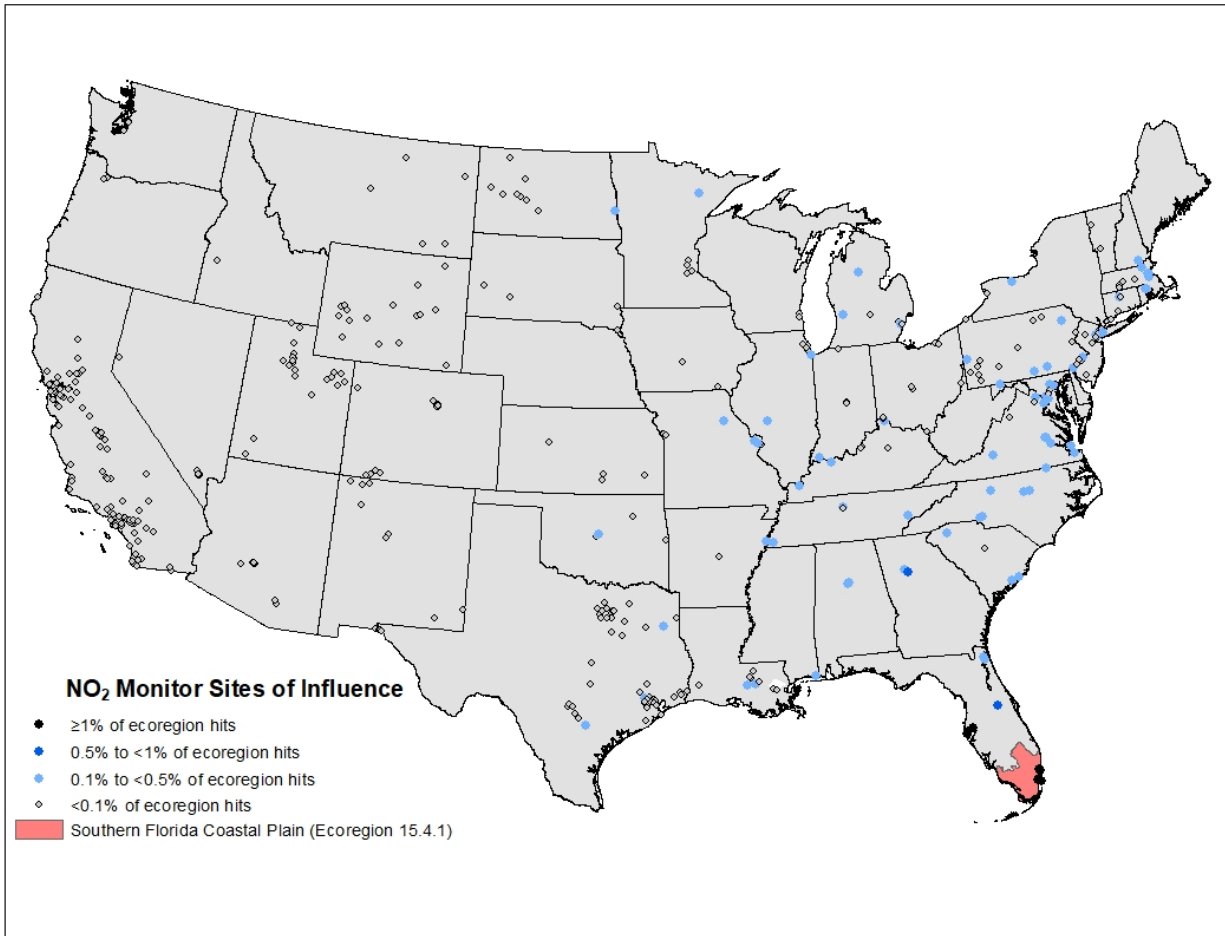 NO₂ Monitor Sites of Influence
≥1% of ecoregion hits
0.5% to <1% of ecoregion hits
0.1% to <0.5% of ecoregion hits
<0.1% of ecoregion hits
Southern Florida Coastal Plain (Ecoregion 15.4.1)